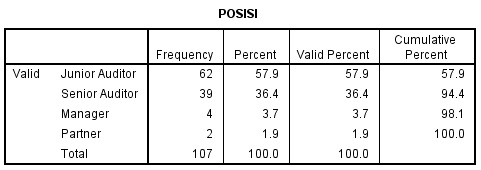 POSISI
Frequency Percent Valid Percent Cumulative Percent
Valid Junior Auditor 62 57.9 57.9 57.9
Senior Auditor 39 36.4 36.4 94.4
Manager 4 3.7 3.7 98.1
Partner 2 1.9 1.9 100.0
Total 107 100.0 100.0